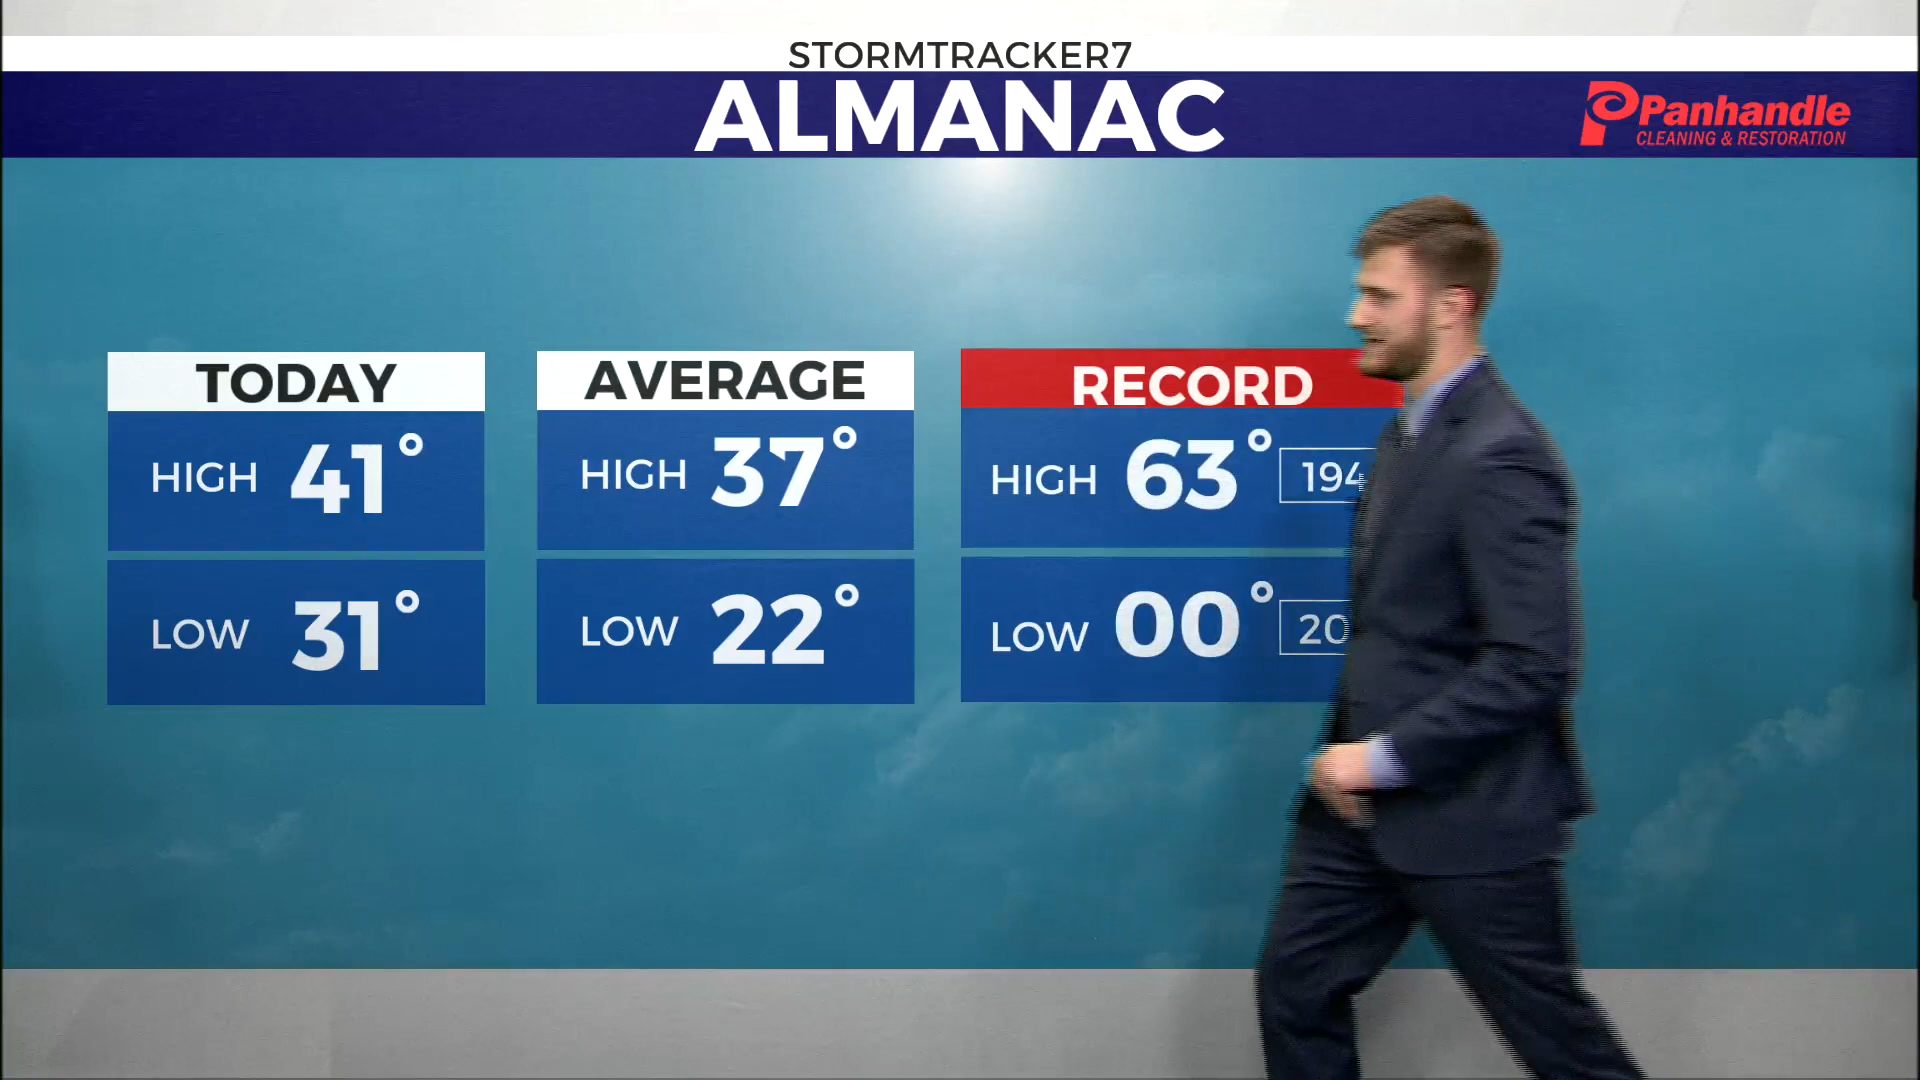 STORMTRACKER7
ALMANAC
Panhandle
CLEANING & RESTORATION
TODAY
HIGH 41°
LOW 31°
AVERAGE
HIGH 37°
LOW 22°
RECORD
HIGH 63°
LOW 00°